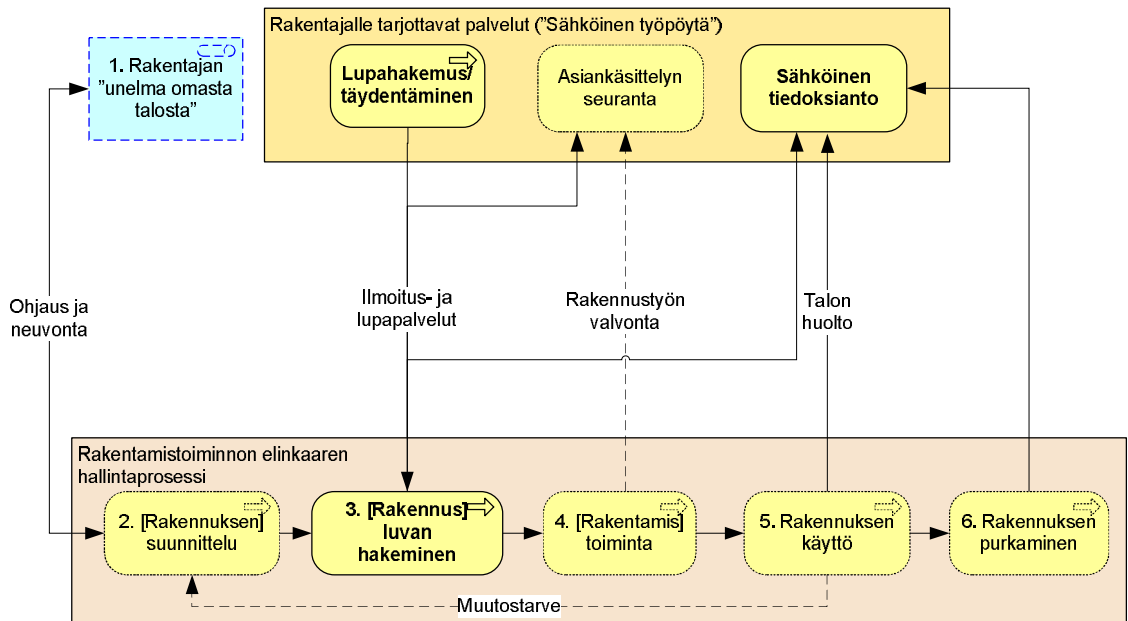 Rakentajalle tarjottavat palvelut (”Sähköinen työpöytä”)
1. Rakentajan
”unelma omasta
talosta”
Lupahakemus/
täydentäminen
Asiankäsittelyn
seuranta
Sähköinen
tiedoksianto
Ohjaus ja
neuvonta
Ilmoitus- ja
lupapalvelut
Rakennustyön
valvonta
Talon
huolto
Rakentamistoiminnon elinkaaren
hallintaprosessi
2. [Rakennuksen]
suunnittelu
3. [Rakennus]
luvan
hakeminen
4. [Rakentamis]
toiminta
5. Rakennuksen
käyttö
6. Rakennuksen
purkaminen
Muutostarve